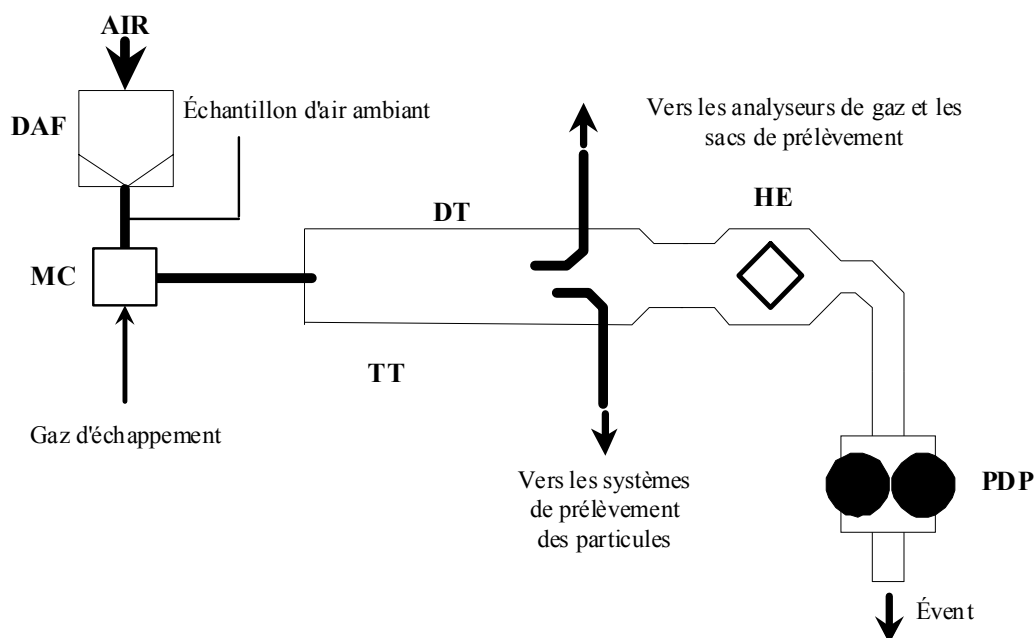 AIR
DAF
Échantillon d'air ambiant
Vers les analyseurs de gaz et les
sacs de prélèvement
DT
HE
MC
TT
Gaz d'échappement
Vers les systèmes
de prélèvement
des particules
PDP
Évent